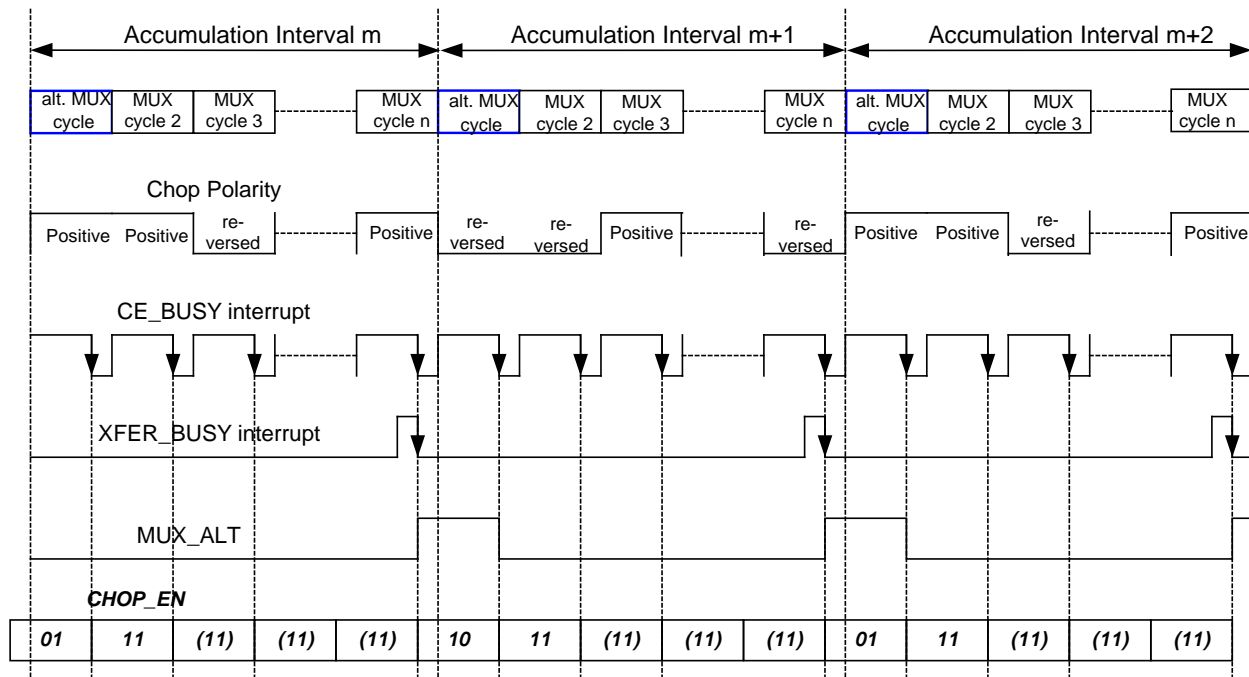 Accumulation Interval m Accumulation Interval m+1 Accumulation Interval m+2
alt. MUX cycle MUX cycle 2 MUX cycle 3 MUX cycle n alt. MUX cycle MUX cycle 2 MUX cycle 3 MUX cycle n alt. MUX cycle MUX cycle 2 MUX cycle 3 MUX cycle n
Chop Polarity
Positive Positive re-versed Positive re-versed re-versed Positive re-versed Positive Positive re-versed Positive
CE_BUSY interrupt
XFER_BUSY interrupt
MUX_ALT
CHOP_EN
01 11 (11) (11) (11) 10 11 (11) (11) (11) 01 11 (11) (11) (11)